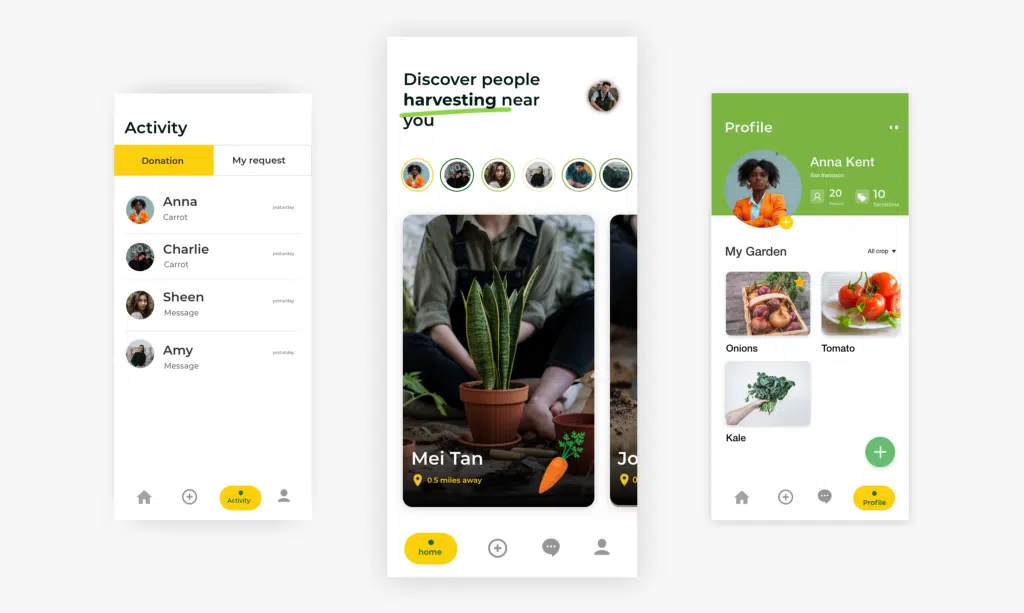 Activity
Donation
My request
Anna
Carrot
yesterday
Charlie
Carrot
yesterday
Sheen
Message
yesterday
Amy
Message
yesterday
Activity
Discover people
harvesting near
you
Mei Tan
0.5 miles away
Jo
0
home
Profile
Anna Kent
San francisco
20
10
Donations
My Garden
All crop
Onions
Tomato
Kale
Profile